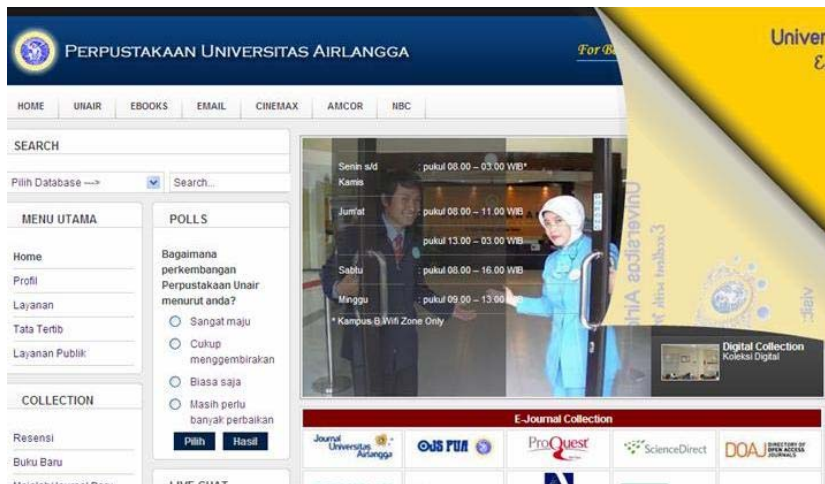 PERPUSTAKAAN UNIVERSITAS AIRLANGGA
For
Univer
HOME UNAIR EBOOKS EMAIL CINEMAX AMCOR NBC
SEARCH
Pilih Database ---> Search...
MENU UTAMA
Home
Profil
Layanan
Tata Tertib
Layanan Publik
COLLECTION
Resensi
Buku Baru
POLLS
Bagaimana
perkembangan
Perpustakaan Unair
menurut anda?
Sangat maju
Cukup
menggembirakan
Biasa saja
Masih perlu
banyak perbaikan
Pilih Hasil
LIVE CHAT
Senin s/d : pukul 08.00 – 03.00 WIB*
Kamis
Jum'at : pukul 08.00 – 11.00 WIB
pukul 13.00 – 03.00 WIB
Sabtu : pukul 08.00 – 16.00 WIB
Minggu : pukul 09.00 – 13.00 WIB
* Kampus B Wifi Zone Only
Digital Collection
Koleksi Digital
E-Journal Collection
Journal
Universitas
Airlangga
OJS PUA
ProQuest
ScienceDirect
DOAJ DIRECTORY OF
OPEN ACCESS
JOURNALS